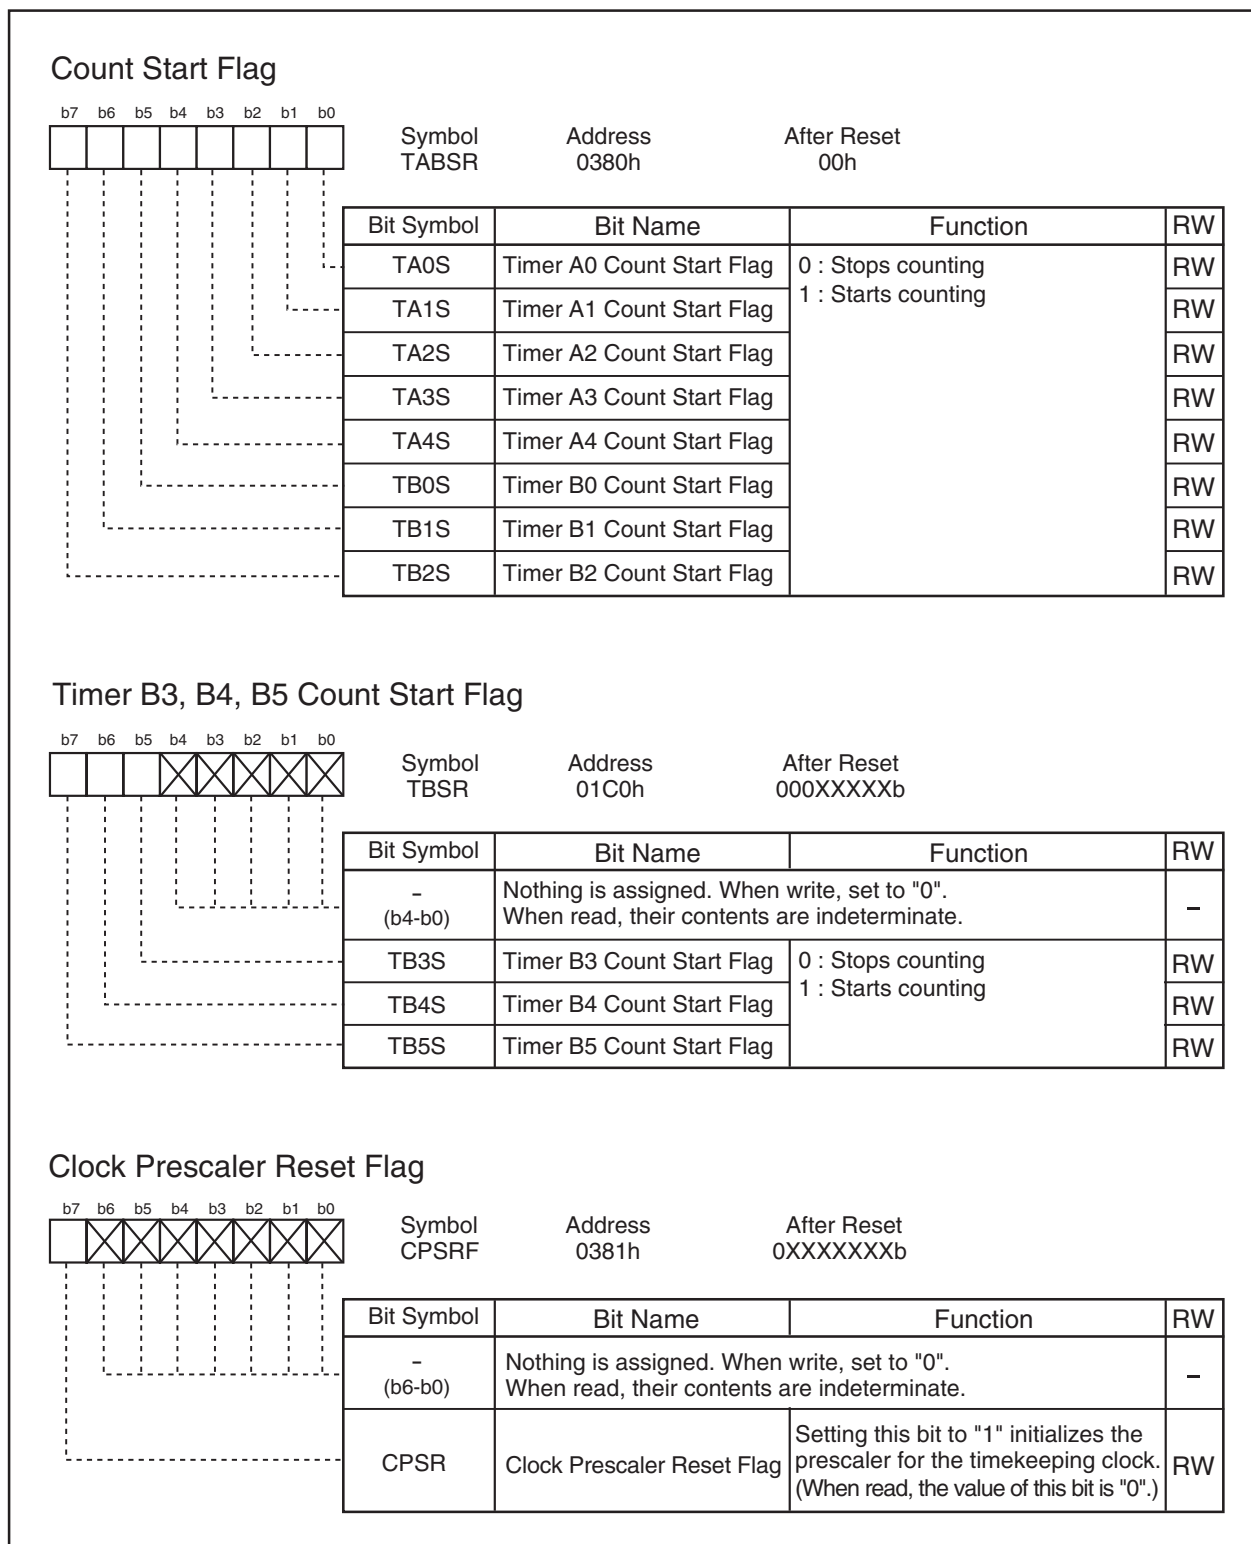 Count Start Flag
b7 b6 b5 b4 b3 b2 b1 b0
Symbol Address After Reset
TABSR 0380h 00h
Bit Symbol Bit Name Function RW
TA0S Timer A0 Count Start Flag 0 : Stops counting RW
1 : Starts counting
TA1S Timer A1 Count Start Flag RW
TA2S Timer A2 Count Start Flag RW
TA3S Timer A3 Count Start Flag RW
TA4S Timer A4 Count Start Flag RW
TB0S Timer B0 Count Start Flag RW
TB1S Timer B1 Count Start Flag RW
TB2S Timer B2 Count Start Flag RW
Timer B3, B4, B5 Count Start Flag
b7 b6 b5 b4 b3 b2 b1 b0
Symbol Address After Reset
TBSR 01C0h 000XXXXXb
Bit Symbol Bit Name Function RW
– Nothing is assigned. When write, set to "0". –
(b4-b0) When read, their contents are indeterminate.
TB3S Timer B3 Count Start Flag 0 : Stops counting RW
1 : Starts counting
TB4S Timer B4 Count Start Flag RW
TB5S Timer B5 Count Start Flag RW
Clock Prescaler Reset Flag
b7 b6 b5 b4 b3 b2 b1 b0
Symbol Address After Reset
CPSRF 0381h 0XXXXXXXb
Bit Symbol Bit Name Function RW
– Nothing is assigned. When write, set to "0". –
(b6-b0) When read, their contents are indeterminate.
CPSR Clock Prescaler Reset Flag Setting this bit to "1" initializes the RW
prescaler for the timekeeping clock.
(When read, the value of this bit is "0".)